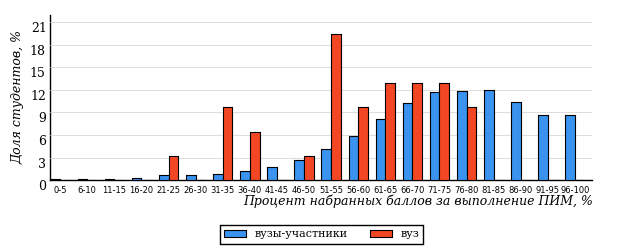 Доля студентов, %
21
18
15
12
9
6
3
0
0-5 6-10 11-15 16-20 21-25 26-30 31-35 36-40 41-45 46-50 51-55 56-60 61-65 66-70 71-75 76-80 81-85 86-90 91-95 96-100
Процент набранных баллов за выполнение ПИМ, %
вузы-участники вуз